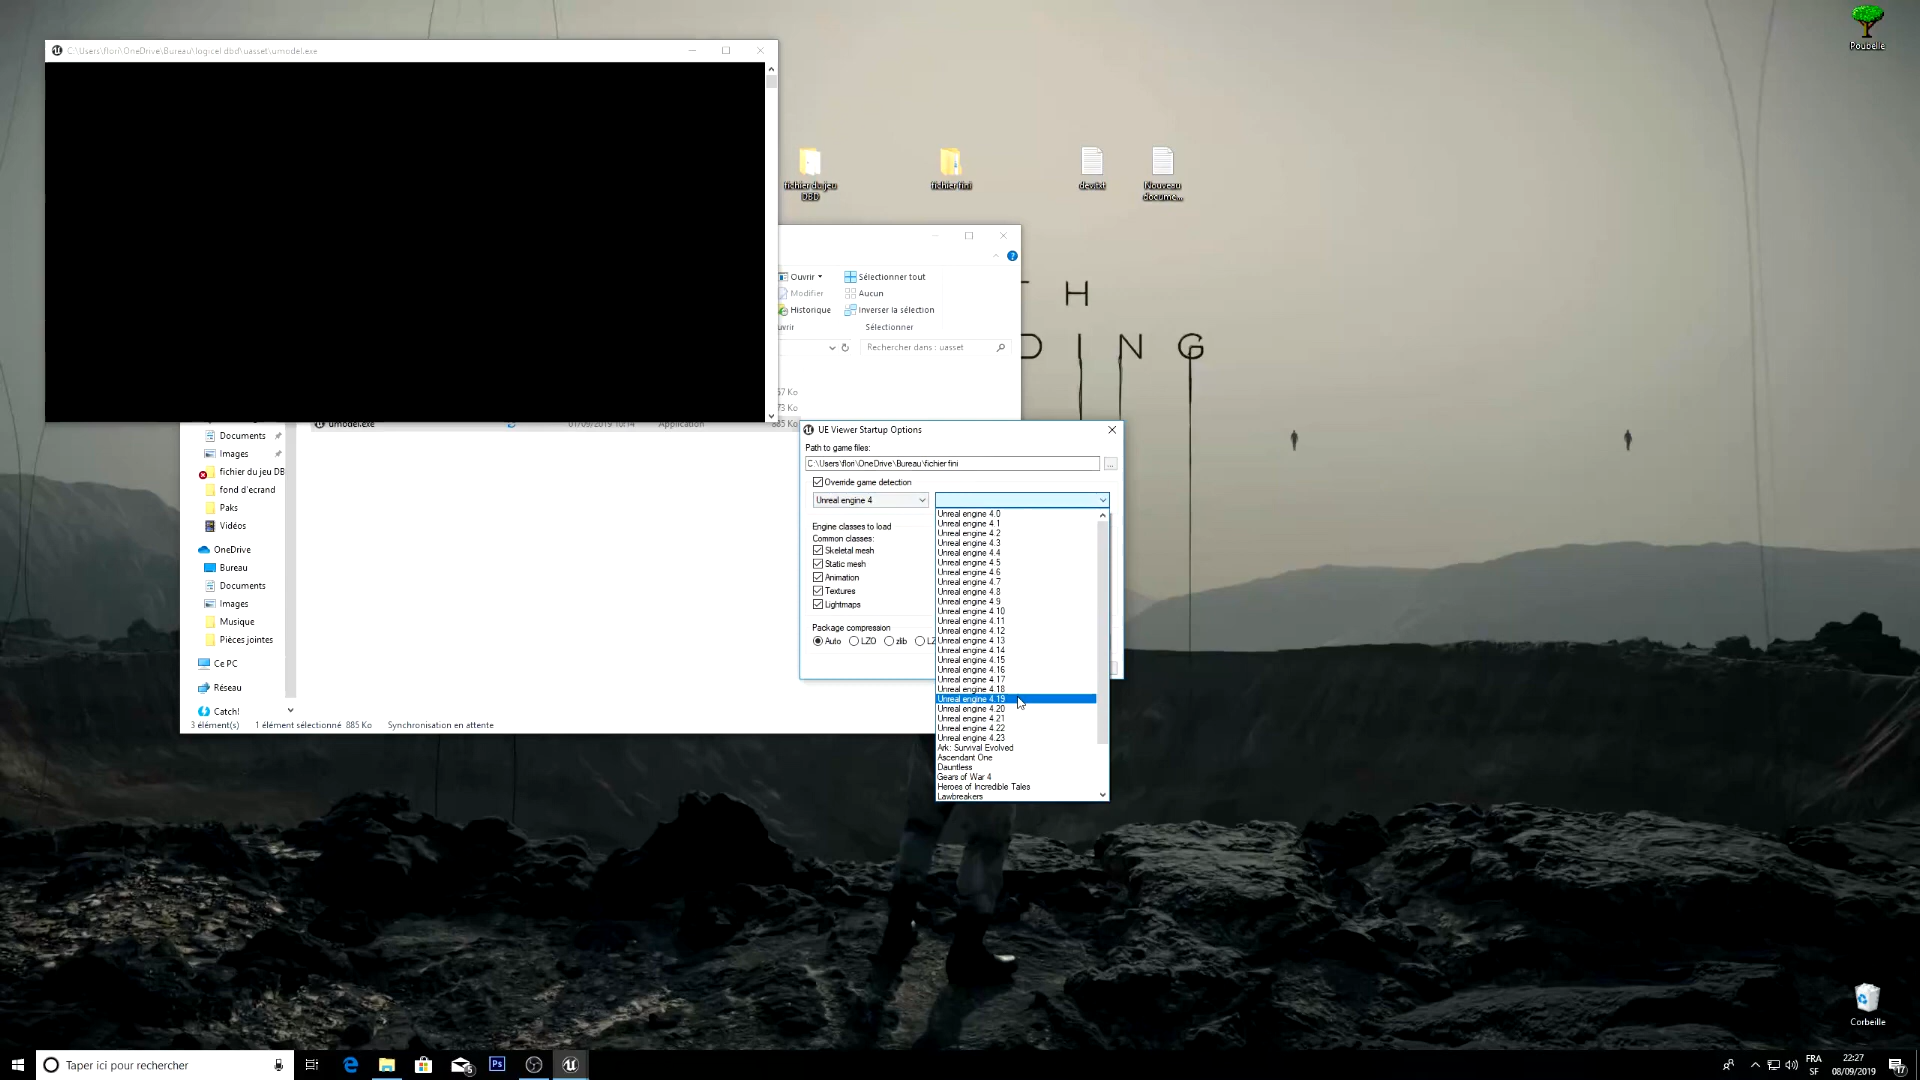 C:\Users\flori\OneDrive\Bureau\logicel dbd\uasset\umodel.exe
Poubelle
fichier du jeu DBD
fichier fini
dev.txt
Nouveau docume...
T H
D I N G
Ouvrir
Sélectionner tout
Modifier
Aucun
Historique
Inverser la sélection
uvrir
Sélectionner
Rechercher dans : uasset
57 Ko
73 Ko
umodel.exe
01/09/2019 10:14
Application
885 Ko
Documents
Images
fichier du jeu DB
fond d'ecrand
Paks
Vidéos
OneDrive
Bureau
Documents
Images
Musique
Pièces jointes
Ce PC
Réseau
Catch!
3 élément(s)
1 élément sélectionné 885 Ko
Synchronisation en attente
UE Viewer Startup Options
Path to game files:
C:\Users\flori\OneDrive\Bureau\fichier fini
...
Override game detection
Unreal engine 4
Engine classes to load
Common classes:
Skeletal mesh
Static mesh
Animation
Textures
Lightmaps
Package compression
Auto
LZO
zlib
LZ
Unreal engine 4.0
Unreal engine 4.1
Unreal engine 4.2
Unreal engine 4.3
Unreal engine 4.4
Unreal engine 4.5
Unreal engine 4.6
Unreal engine 4.7
Unreal engine 4.8
Unreal engine 4.9
Unreal engine 4.10
Unreal engine 4.11
Unreal engine 4.12
Unreal engine 4.13
Unreal engine 4.14
Unreal engine 4.15
Unreal engine 4.16
Unreal engine 4.17
Unreal engine 4.18
Unreal engine 4.19
Unreal engine 4.20
Unreal engine 4.21
Unreal engine 4.22
Unreal engine 4.23
Ark: Survival Evolved
Ascendant One
Dauntless
Gears of War 4
Heroes of Incredible Tales
Lawbreakers
Corbeille
Taper ici pour rechercher
5
Ps
FRA
SF
22:27
08/09/2019
17